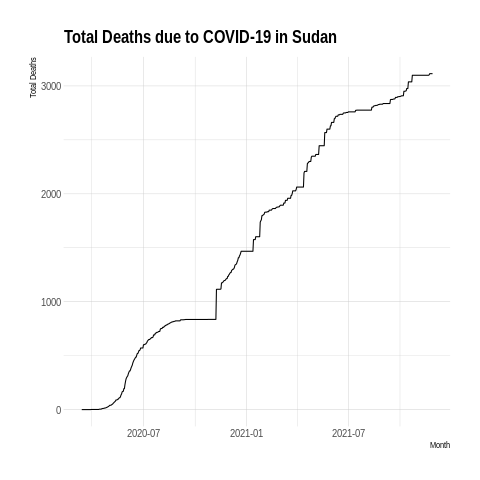 Total Deaths due to COVID-19 in Sudan
Total Deaths
3000
2000
1000
0
2020-07 2021-01 2021-07
Month